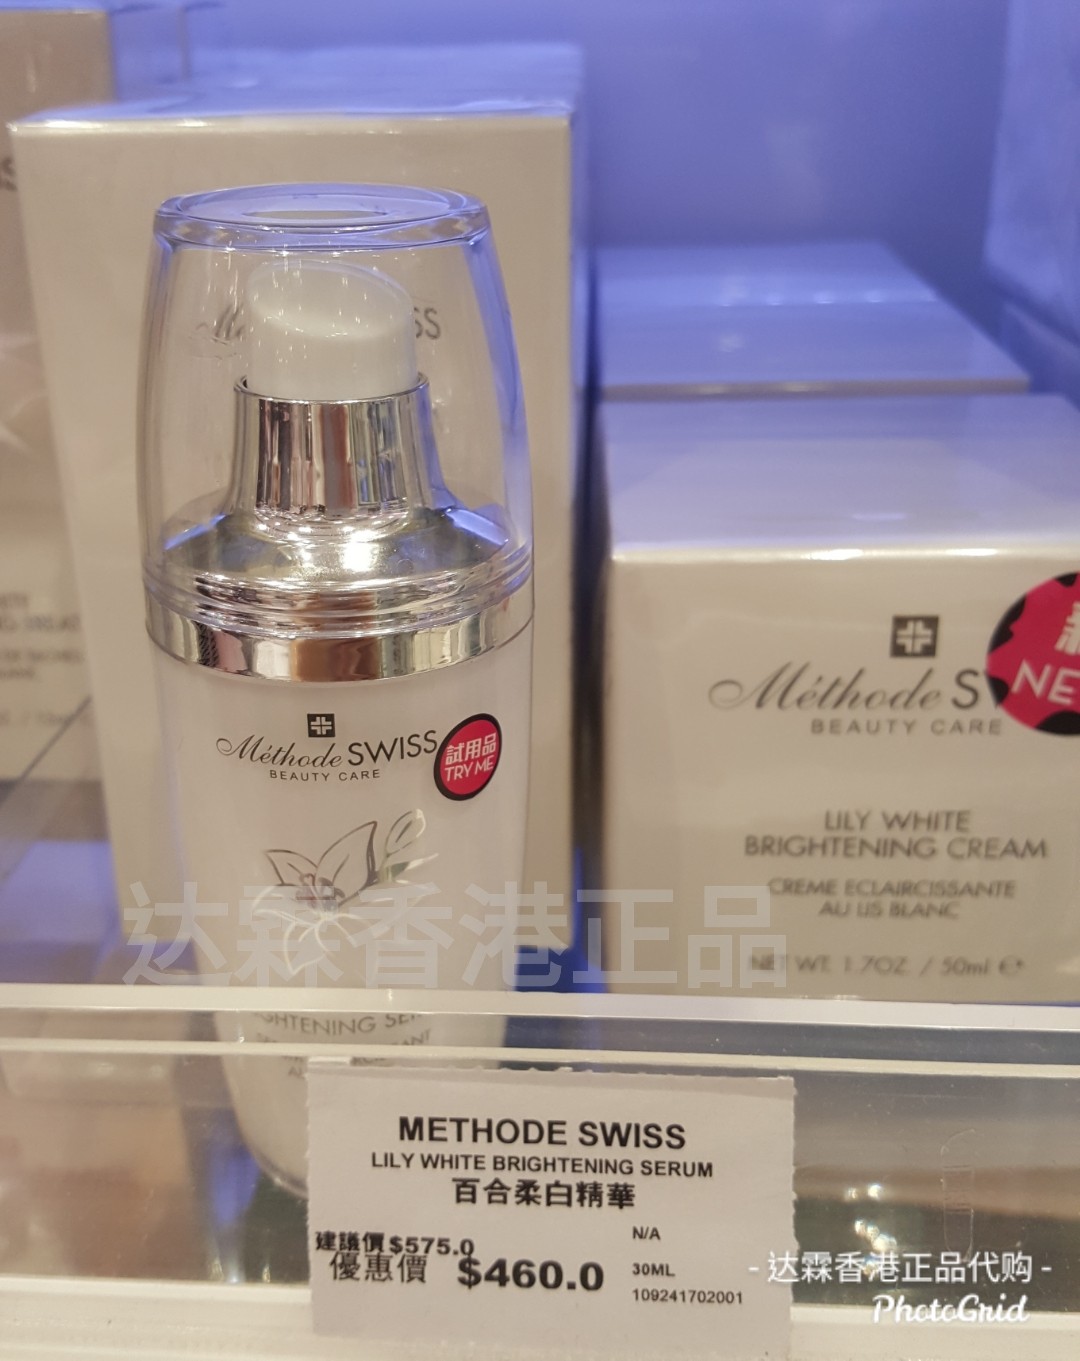 SS
Méthode SWISS
BEAUTY CARE
試用品
TRY ME
Méthode S
BEAUTY CARE
NE
LILY WHITE
BRIGHTENING CREAM
CREME ECLAIRCISSANTE
AU LIS BLANC
NET WT. 1.7OZ. / 50ml e
达霖香港正品
METHODE SWISS
LILY WHITE BRIGHTENING SERUM
百合柔白精華
建議價$575.0
優惠價 $460.0
N/A
30ML
109241702001
- 达霖香港正品代购 -
PhotoGrid